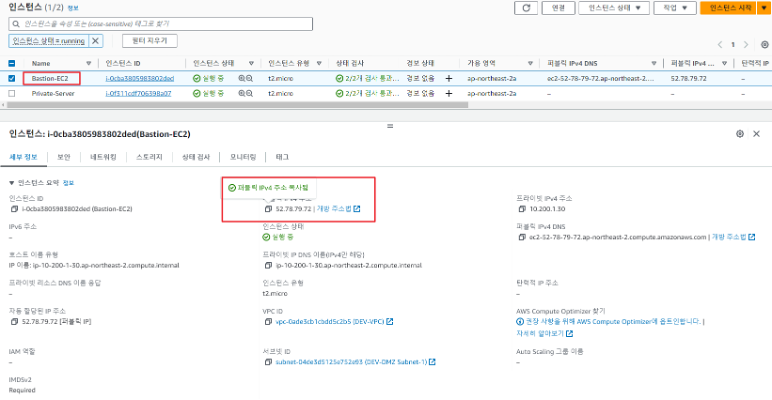 인스턴스 (1/2) 정보
연결
인스턴스 상태 ▼
작업 ▼
인스턴스 시작 ▼
인스턴스을 속성 또는 (case-sensitive) 태그로 찾기
인스턴스 상태 = running ✕
필터 지우기
1
Name 인스턴스 ID 인스턴스 상태 인스턴스 유형 상태 검사 경보 상태 가용 영역 퍼블릭 IPv4 DNS 퍼블릭 IPv4 ... 탄력적 IP
Bastion-EC2 i-0cba3805983802ded 실행 중 t2.micro 2/2개 검사 통과... 경보 없음 + ap-northeast-2a ec2-52-78-79-72.ap-northeast-2.... 52.78.79.72 –
Private-Server i-0f311cdf706398a07 실행 중 t2.micro 2/2개 검사 통과... 경보 없음 + ap-northeast-2a – – –
인스턴스: i-0cba3805983802ded(Bastion-EC2)
세부 정보 보안 네트워킹 스토리지 상태 검사 모니터링 태그
▼ 인스턴스 요약 정보
퍼블릭 IPv4 주소 복사됨
인스턴스 ID
i-0cba3805983802ded (Bastion-EC2)
52.78.79.72 | 개방 주소법
프라이빗 IPv4 주소
10.200.1.30
IPv6 주소
–
인스턴스 상태
실행 중
퍼블릭 IPv4 DNS
ec2-52-78-79-72.ap-northeast-2.compute.amazonaws.com | 개방 주소법
호스트 이름 유형
IP 이름: ip-10-200-1-30.ap-northeast-2.compute.internal
프라이빗 IP DNS 이름(IPv4만 해당)
ip-10-200-1-30.ap-northeast-2.compute.internal
프라이빗 리소스 DNS 이름 응답
–
인스턴스 유형
t2.micro
탄력적 IP 주소
–
자동 할당된 IP 주소
52.78.79.72 [퍼블릭 IP]
VPC ID
vpc-0ade3cb1cbdd5c2b5 (DEV-VPC)
AWS Compute Optimizer 찾기
권장 사항을 위해 AWS Compute Optimizer에 옵트인합니다. |
자세히 알아보기
IAM 역할
–
서브넷 ID
subnet-04de3d5125e752e93 (DEV-DMZ Subnet-1)
Auto Scaling 그룹 이름
–
IMDSv2
Required